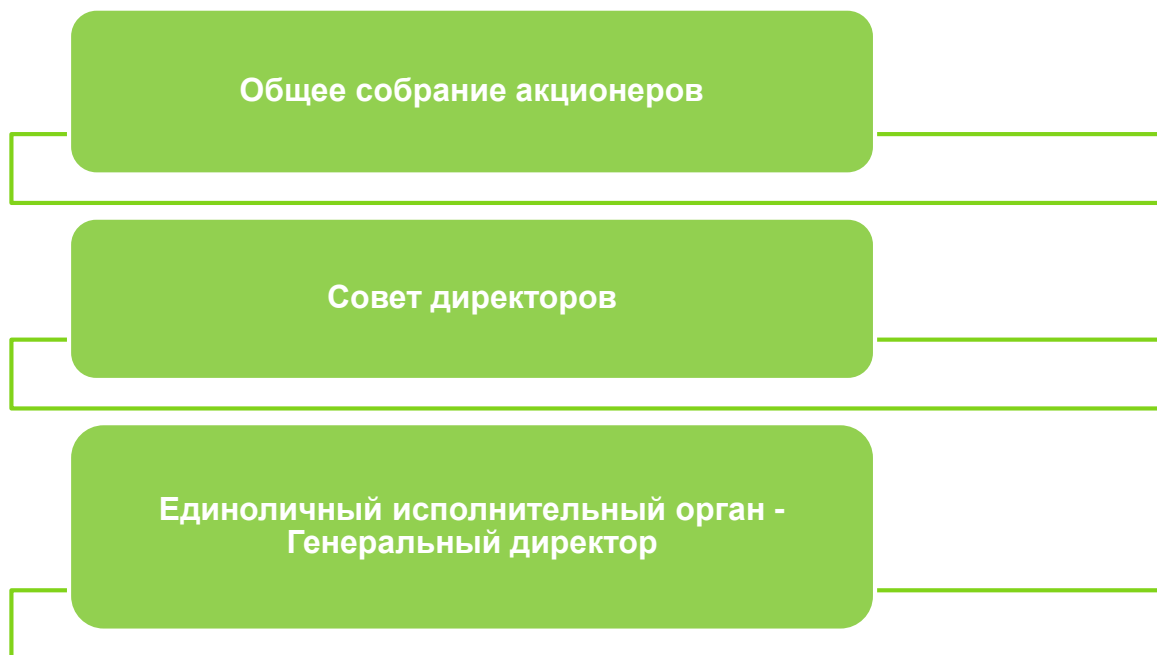 Общее собрание акционеров
Совет директоров
Единоличный исполнительный орган -
Генеральный директор